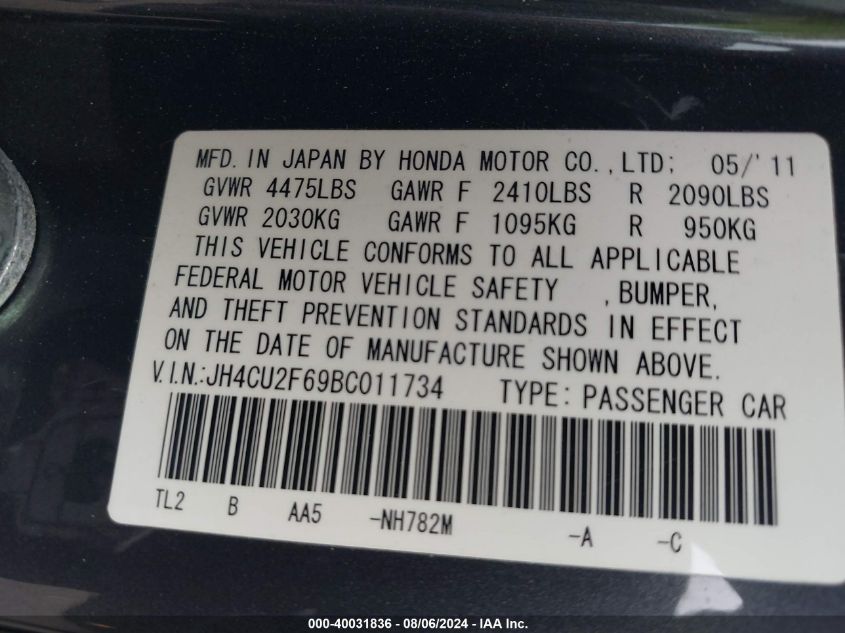 MFD. IN JAPAN BY HONDA MOTOR CO., LTD; 05/'11
GVWR 4475LBS GAWR F 2410LBS R 2090LBS
GVWR 2030KG GAWR F 1095KG R 950KG
THIS VEHICLE CONFORMS TO ALL APPLICABLE
FEDERAL MOTOR VEHICLE SAFETY , BUMPER,
AND THEFT PREVENTION STANDARDS IN EFFECT
ON THE DATE OF MANUFACTURE SHOWN ABOVE.
V.I.N.:JH4CU2F69BC011734 TYPE: PASSENGER CAR
TL2 B AA5 -NH782M -A -C
000-40031836 - 08/06/2024 - IAA Inc.